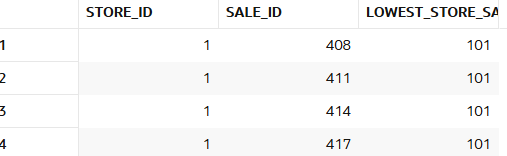 STORE_ID SALE_ID LOWEST_STORE_SA
1 1 408 101
2 1 411 101
3 1 414 101
4 1 417 101